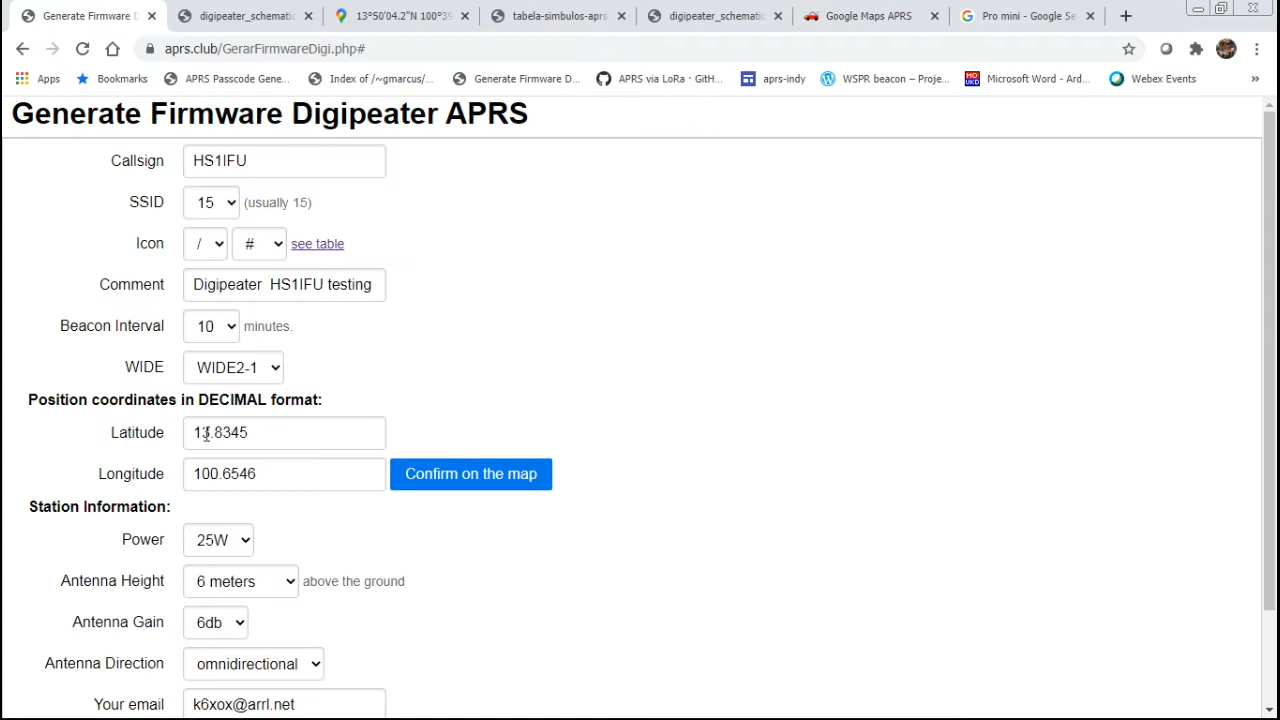 Generate Firmware D
digipeater_schematic
13°50'04.2"N 100°39
tabela-simbulos-aprs
digipeater_schematic
Google Maps APRS
Pro mini - Google Se
aprs.club/GerarFirmwareDigi.php#
Apps
Bookmarks
APRS Passcode Gene...
Index of /~gmarcus/...
Generate Firmware D...
APRS via LoRa · GitH...
aprs-indy
WSPR beacon – Proje...
Microsoft Word - Ard...
Webex Events
»
Generate Firmware Digipeater APRS
Callsign HS1IFU
SSID 15 (usually 15)
Icon / # see table
Comment Digipeater HS1IFU testing
Beacon Interval 10 minutes.
WIDE WIDE2-1
Position coordinates in DECIMAL format:
Latitude 13.8345
Longitude 100.6546 Confirm on the map
Station Information:
Power 25W
Antenna Height 6 meters above the ground
Antenna Gain 6db
Antenna Direction omnidirectional
Your email k6xox@arrl.net